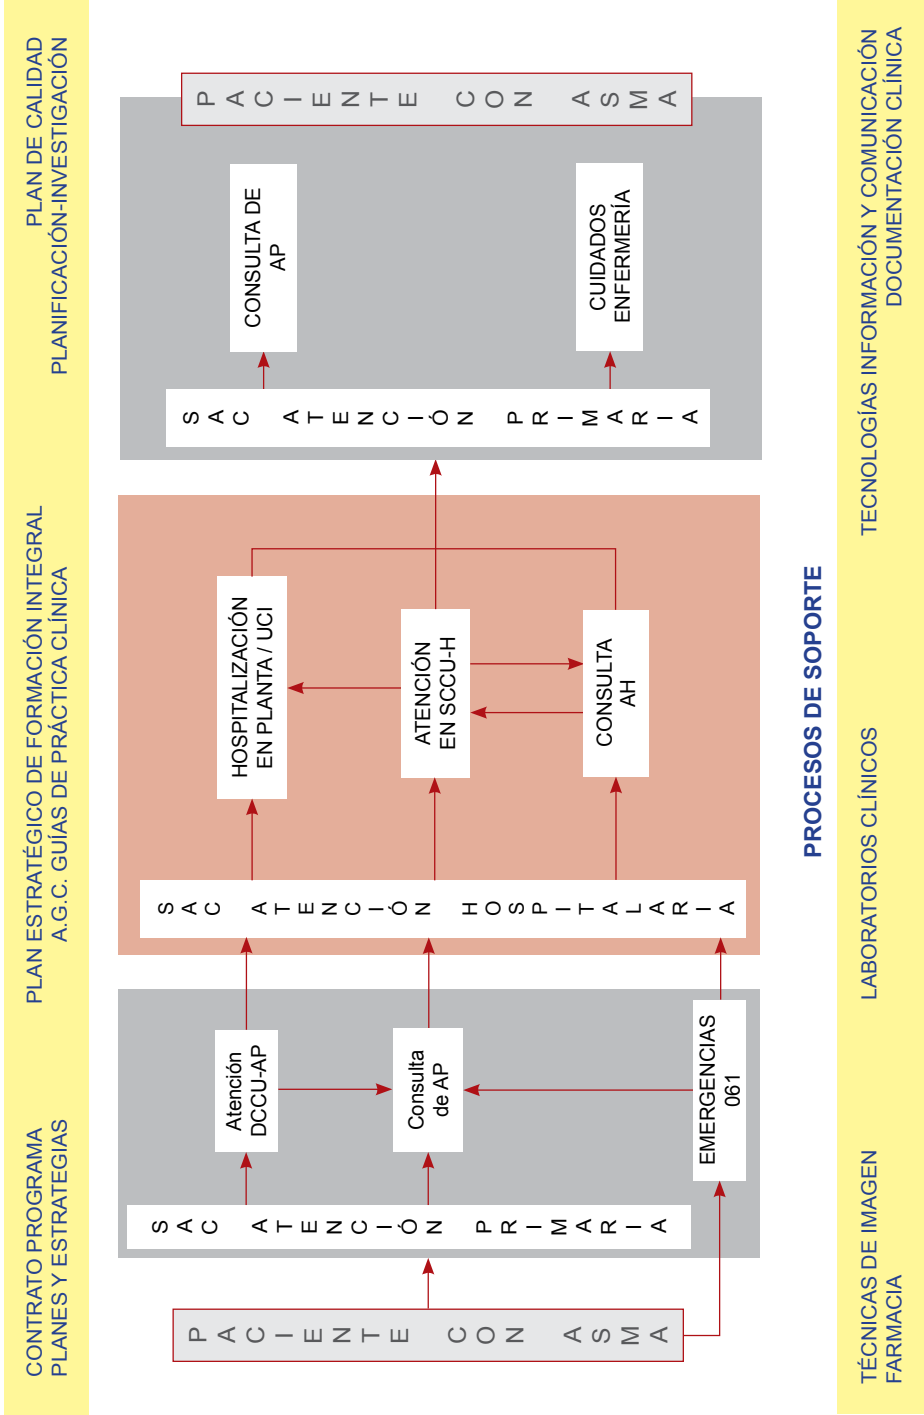 CONTRATO PROGRAMA
PLANES Y ESTRATEGIAS
PLAN ESTRATÉGICO DE FORMACIÓN INTEGRAL
A.G.C. GUÍAS DE PRÁCTICA CLÍNICA
PLAN DE CALIDAD
PLANIFICACIÓN-INVESTIGACIÓN
PACIENTE CON ASMA
SAC ATENCIÓN PRIMARIA
Atención
DCCU-AP
Consulta
de AP
EMERGENCIAS
061
SAC ATENCIÓN HOSPITALARIA
HOSPITALIZACIÓN
EN PLANTA / UCI
ATENCIÓN
EN SCCU-H
CONSULTA
AH
SAC ATENCIÓN PRIMARIA
CONSULTA DE
AP
CUIDADOS
ENFERMERÍA
PACIENTE CON ASMA
PROCESOS DE SOPORTE
TÉCNICAS DE IMAGEN
FARMACIA
LABORATORIOS CLÍNICOS
TECNOLOGÍAS INFORMACIÓN Y COMUNICACIÓN
DOCUMENTACIÓN CLÍNICA